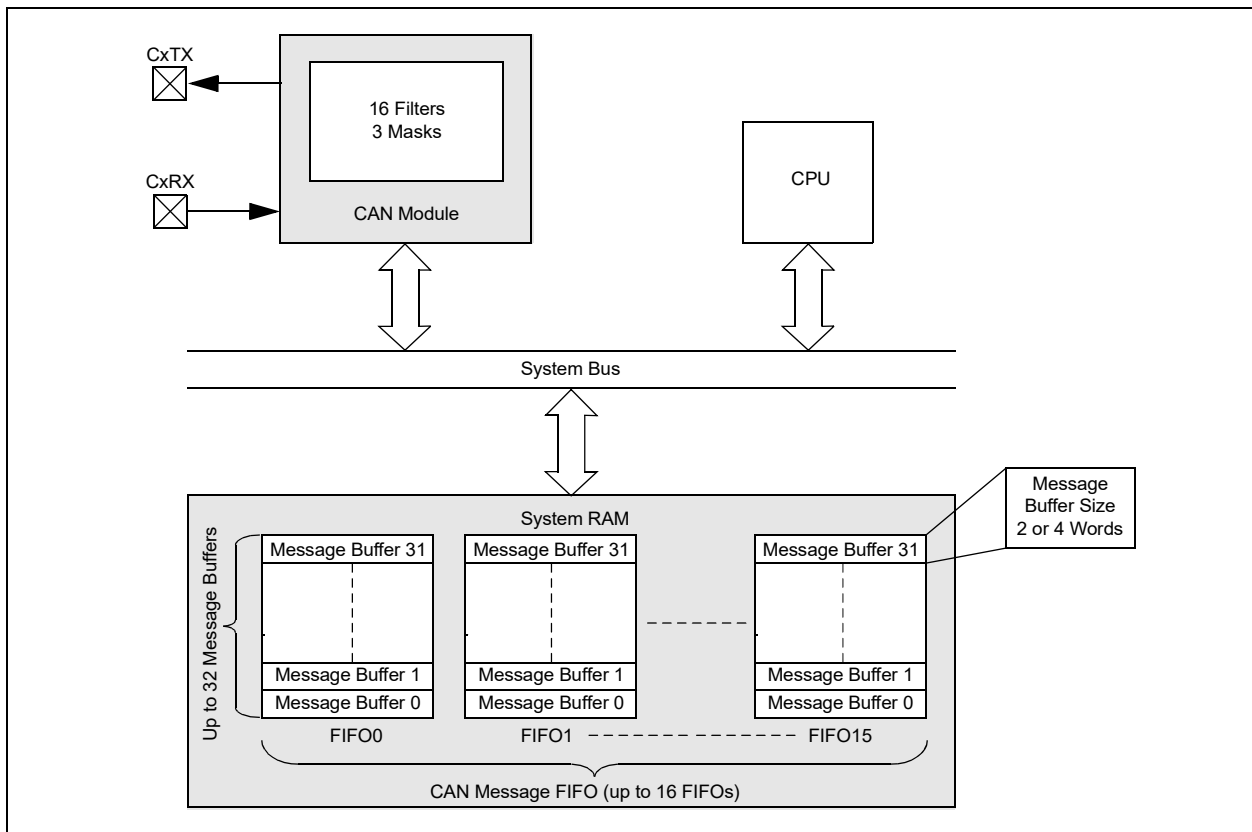 CxTX
16 Filters
3 Masks
CxRX
CAN Module
CPU
System Bus
System RAM
Message
Buffer Size
2 or 4 Words
Up to 32 Message Buffers
Message Buffer 31
Message Buffer 31
Message Buffer 31
Message Buffer 1
Message Buffer 1
Message Buffer 1
Message Buffer 0
Message Buffer 0
Message Buffer 0
FIFO0
FIFO1
FIFO15
CAN Message FIFO (up to 16 FIFOs)